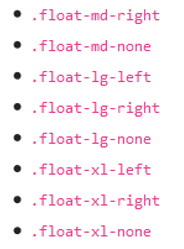 .float-md-right
.float-md-none
.float-lg-left
.float-lg-right
.float-lg-none
.float-xl-left
.float-xl-right
.float-xl-none